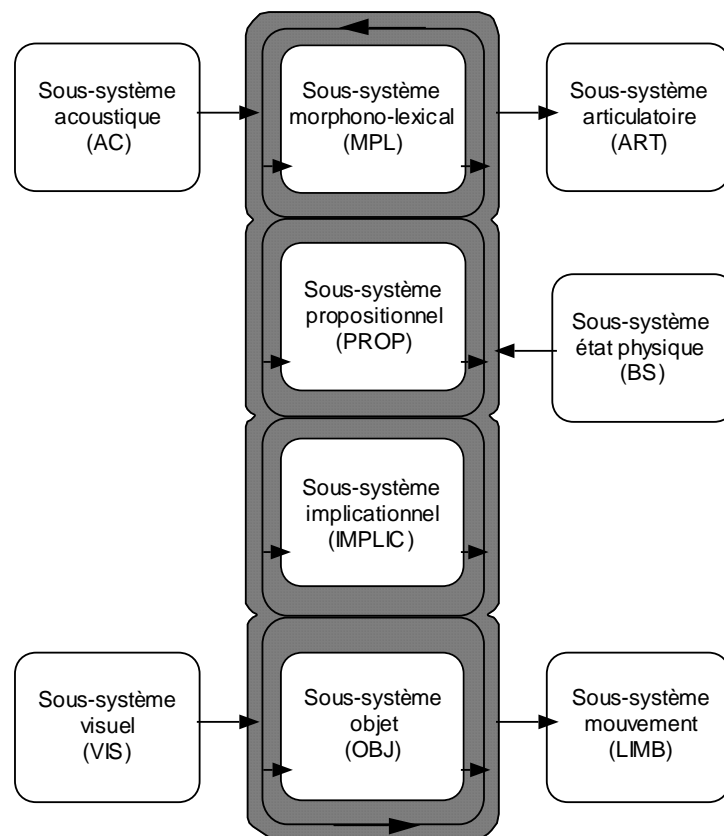 Sous-système
acoustique
(AC)
Sous-système
morphono-lexical
(MPL)
Sous-système
articulatoire
(ART)
Sous-système
propositionnel
(PROP)
Sous-système
état physique
(BS)
Sous-système
implicationnel
(IMPLIC)
Sous-système
visuel
(VIS)
Sous-système
objet
(OBJ)
Sous-système
mouvement
(LIMB)